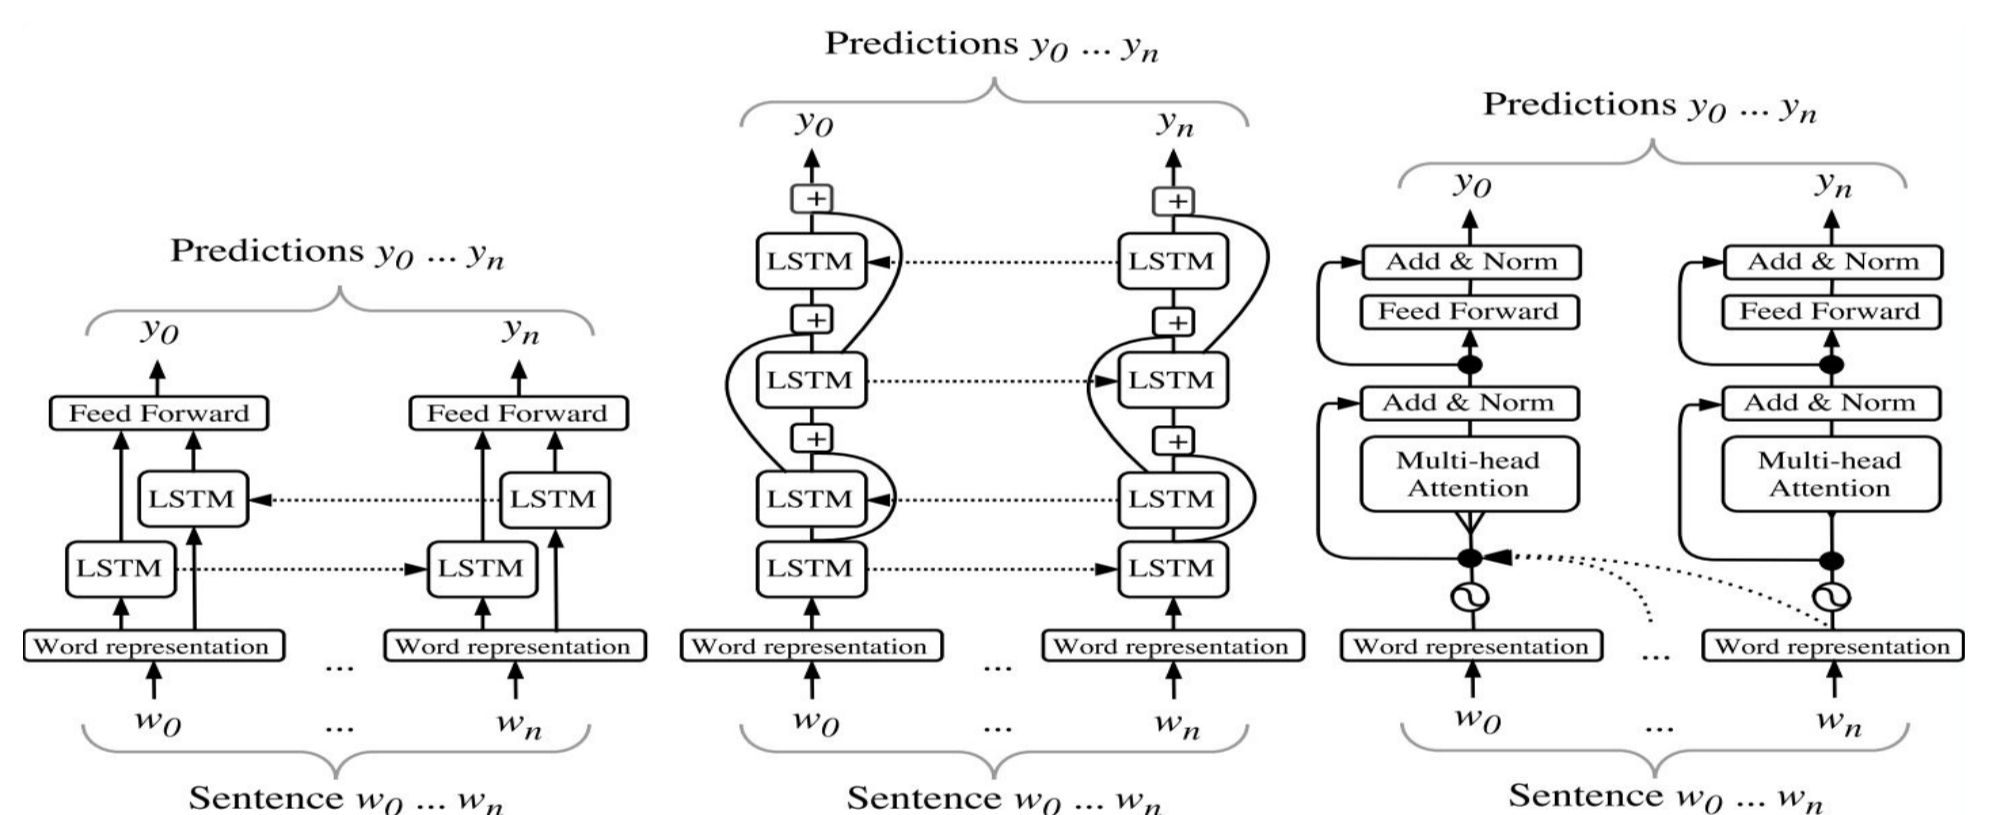 Predictions y0 ... yn
y0 yn
Feed Forward Feed Forward
LSTM LSTM
LSTM LSTM
Word representation ... Word representation
w0 ... wn
Sentence w0 ... wn
Predictions y0 ... yn
y0 yn
+ +
LSTM LSTM
+ +
LSTM LSTM
+ +
LSTM LSTM
LSTM LSTM
Word representation ... Word representation
w0 ... wn
Sentence w0 ... wn
Predictions y0 ... yn
y0 yn
Add & Norm Add & Norm
Feed Forward Feed Forward
Add & Norm Add & Norm
Multi-head Multi-head
Attention Attention
Word representation ... Word representation
w0 ... wn
Sentence w0 ... wn